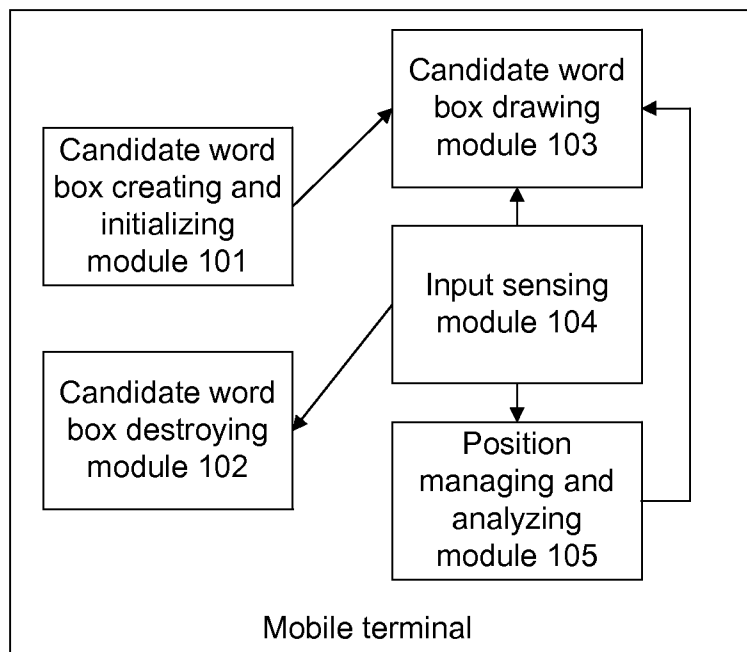 Candidate word
box creating and
initializing
module 101
Candidate word
box destroying
module 102
Candidate word
box drawing
module 103
Input sensing
module 104
Position
managing and
analyzing
module 105
Mobile terminal